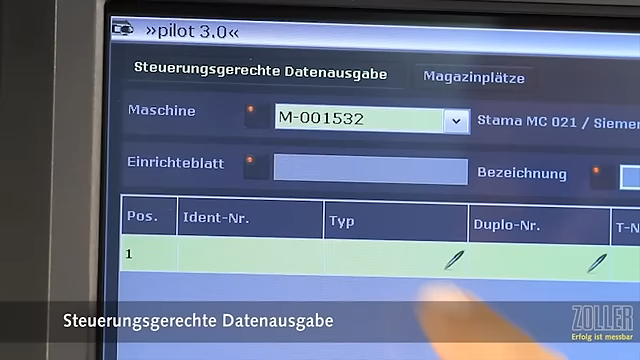 »pilot 3.0«
Steuerungsgerechte Datenausgabe
Magazinplätze
Maschine
M-001532
Stama MC 021 / Siemen
Einrichteblatt
Bezeichnung
Pos.
Ident-Nr.
Typ
Duplo-Nr.
T-N
1
Steuerungsgerechte Datenausgabe
ZOLLER
Erfolg ist messbar